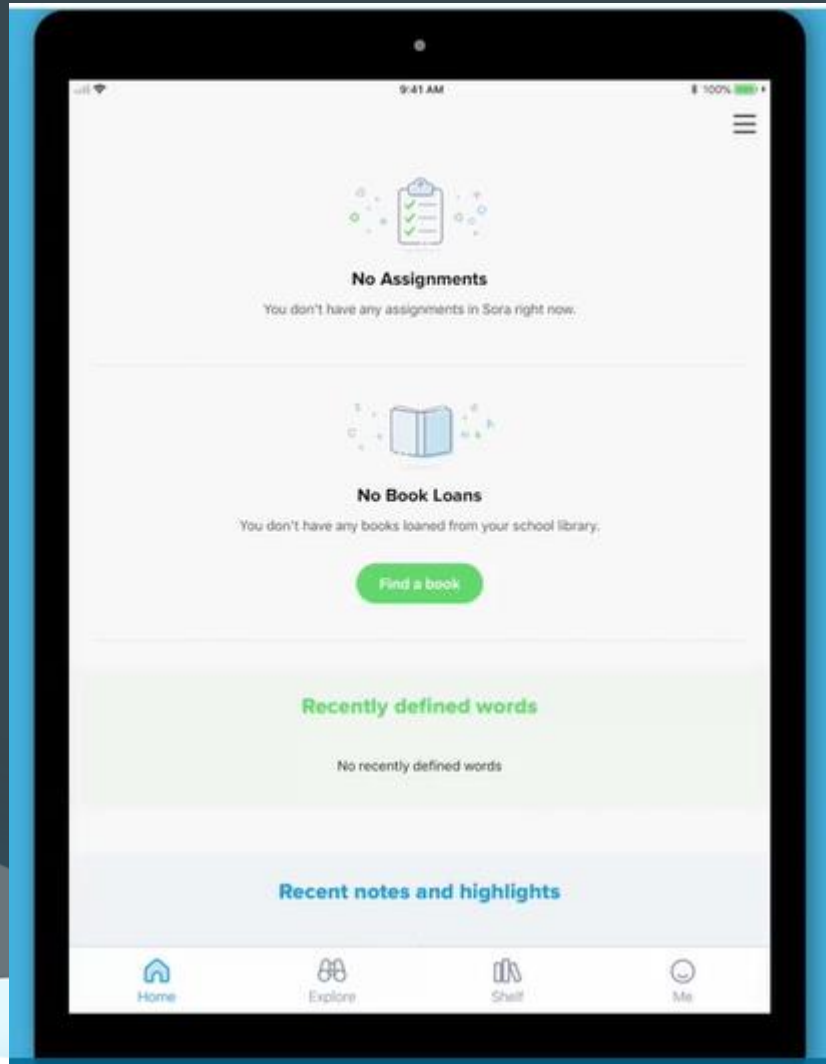 9:41 AM
100%
No Assignments
You don't have any assignments in Sora right now.
No Book Loans
You don't have any books loaned from your school library.
Find a book
Recently defined words
No recently defined words
Recent notes and highlights
Home
Explore
Shelf
Me